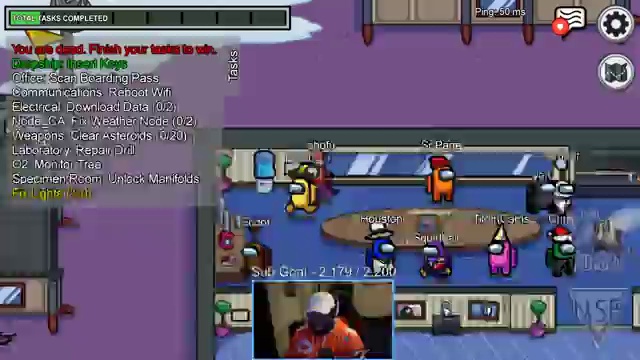 TOTAL TASKS COMPLETED
Ping: 50 ms
You are dead. Finish your tasks to win.
Dropship: Insert Keys
Office: Scan Boarding Pass
Communications: Reboot Wifi
Electrical: Download Data (0/2)
Node_CA: Fix Weather Node (0/2)
Weapons: Clear Asteroids (0/20)
Laboratory: Repair Drill
O2: Monitor Tree
Specimen Room: Unlock Manifolds
Tasks
Houston
Sub Goal - 2,179 / 2,200